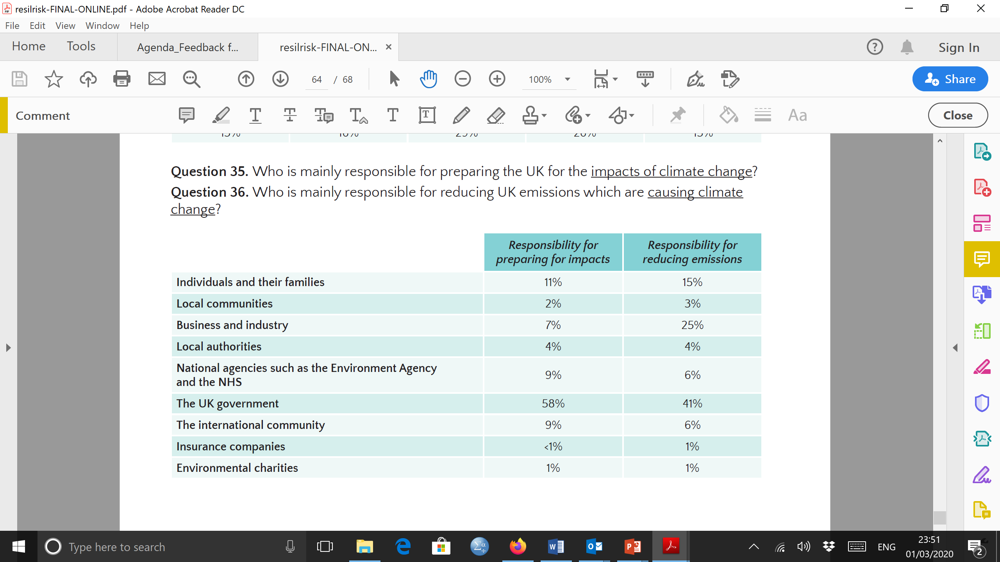 resilrisk-FINAL-ONLINE.pdf - Adobe Acrobat Reader DC
File Edit View Window Help
Home Tools Agenda_Feedback f... resilrisk-FINAL-ON... Sign In
64 / 68 100% Share
Comment Aa Close
Question 35. Who is mainly responsible for preparing the UK for the impacts of climate change?
Question 36. Who is mainly responsible for reducing UK emissions which are causing climate
change?
Responsibility for Responsibility for
preparing for impacts reducing emissions
Individuals and their families 11% 15%
Local communities 2% 3%
Business and industry 7% 25%
Local authorities 4% 4%
National agencies such as the Environment Agency
and the NHS 9% 6%
The UK government 58% 41%
The international community 9% 6%
Insurance companies <1% 1%
Environmental charities 1% 1%
Type here to search ENG 23:51
01/03/2020 2